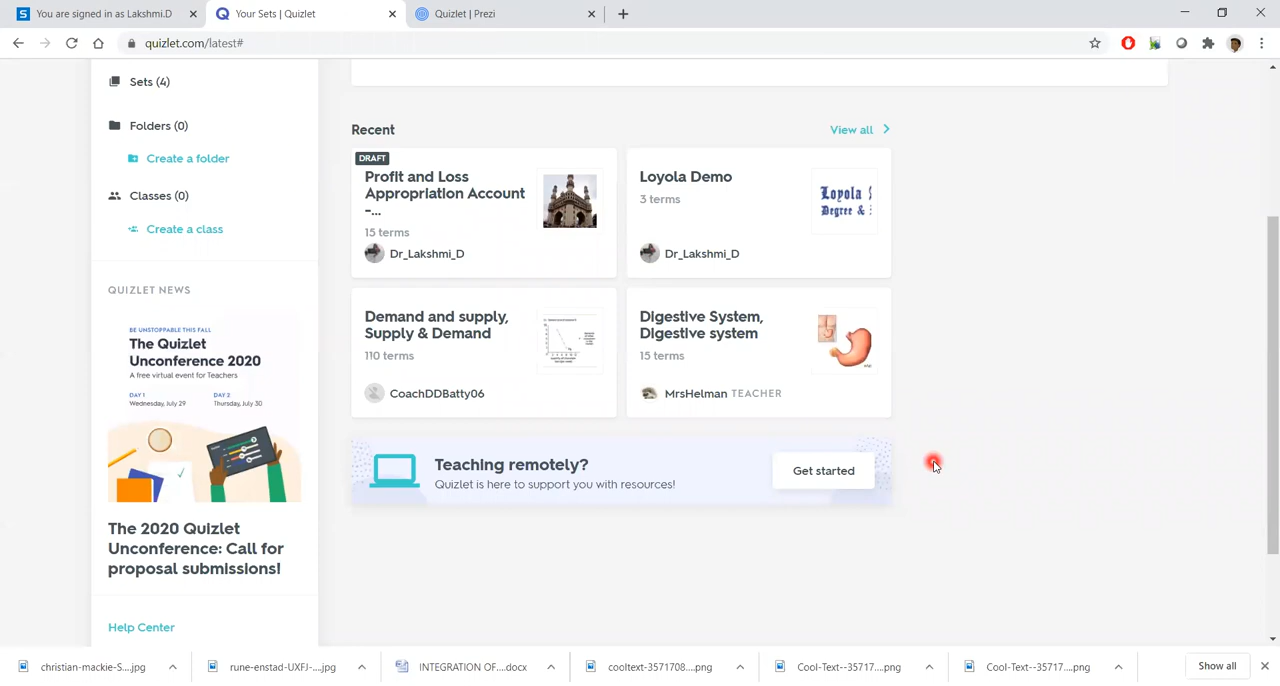 You are signed in as Lakshmi.D
Your Sets | Quizlet
Quizlet | Prezi
quizlet.com/latest#
Sets (4)
Folders (0)
Create a folder
Classes (0)
Create a class
QUIZLET NEWS
BE UNSTOPPABLE THIS FALL
The Quizlet
Unconference 2020
A free virtual event for Teachers
DAY 1
Wednesday, July 29
Thursday, July 30
The 2020 Quizlet
Unconference: Call for
proposal submissions!
Help Center
Recent
View all
DRAFT
Profit and Loss
Appropriation Account
-...
15 terms
Dr_Lakshmi_D
Loyola Demo
3 terms
Loyola
Degree &
Dr_Lakshmi_D
Demand and supply,
Supply & Demand
110 terms
CoachDDBatty06
Digestive System,
Digestive system
15 terms
MrsHelman TEACHER
Teaching remotely?
Quizlet is here to support you with resources!
Get started
christian-mackie-S....jpg
rune-enstad-UXFJ-....jpg
INTEGRATION OF....docx
cooltext-3571708....png
Cool-Text--35717....png
Cool-Text--35717....png
Show all